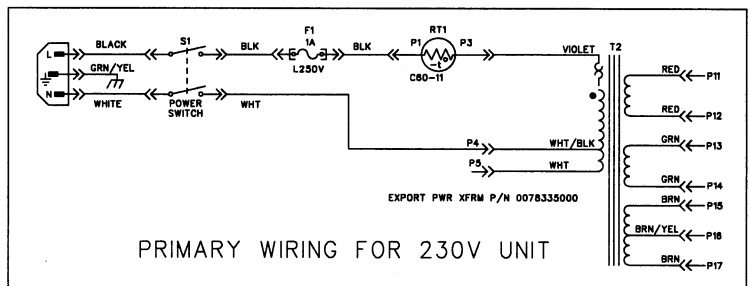 F1
1A
L250V
RT1
P1 P3
-t
C60-11
S1
L BLACK BLK BLK VIOLET T2
GRN/YEL
N WHITE POWER SWITCH WHT
P4 WHT/BLK
P5 WHT
RED P11
RED P12
GRN P13
GRN P14
BRN P15
BRN/YEL P16
BRN P17
EXPORT PWR XFRM P/N 0078335000
PRIMARY WIRING FOR 230V UNIT